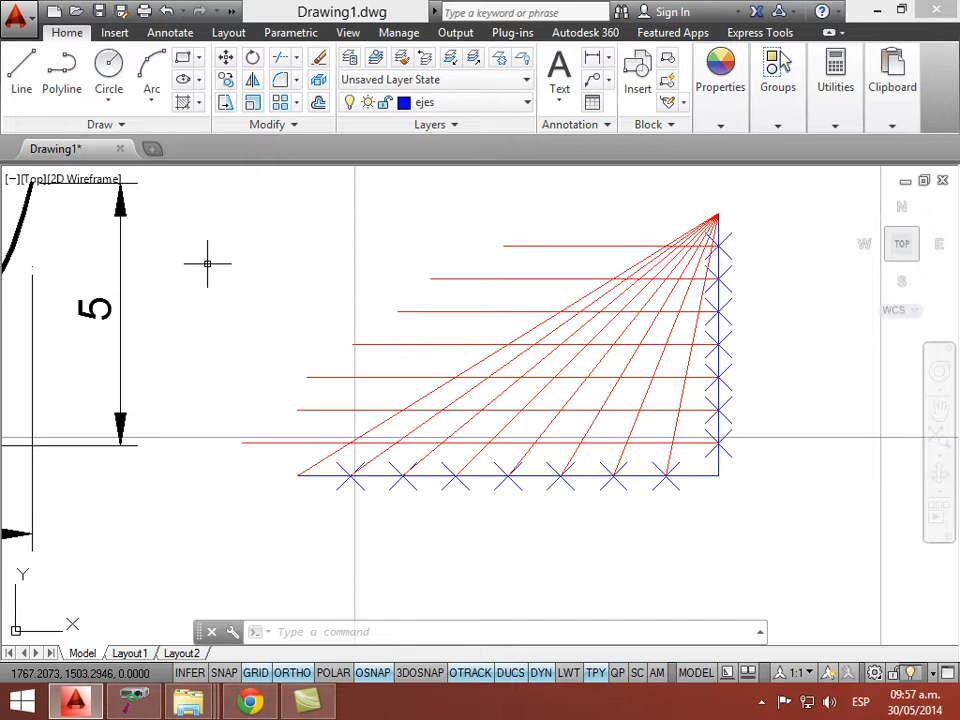 Drawing1.dwg
Type a keyword or phrase
Sign In
Home Insert Annotate Layout Parametric View Manage Output Plug-ins Autodesk 360 Featured Apps Express Tools
Line Polyline Circle Arc
Unsaved Layer State
ejes
Text Insert Properties Groups Utilities Clipboard
Draw Modify Layers Annotation Block
Drawing1*
[−][Top][2D Wireframe]
N
W TOP E
S
WCS
5
Y
X
Type a command
Model Layout1 Layout2
1767.2073, 1503.2946, 0.0000 INFER SNAP GRID ORTHO POLAR OSNAP 3DOSNAP OTRACK DUCS DYN LWT TPY QP SC AM MODEL 1:1
ESP 09:57 a.m.
30/05/2014